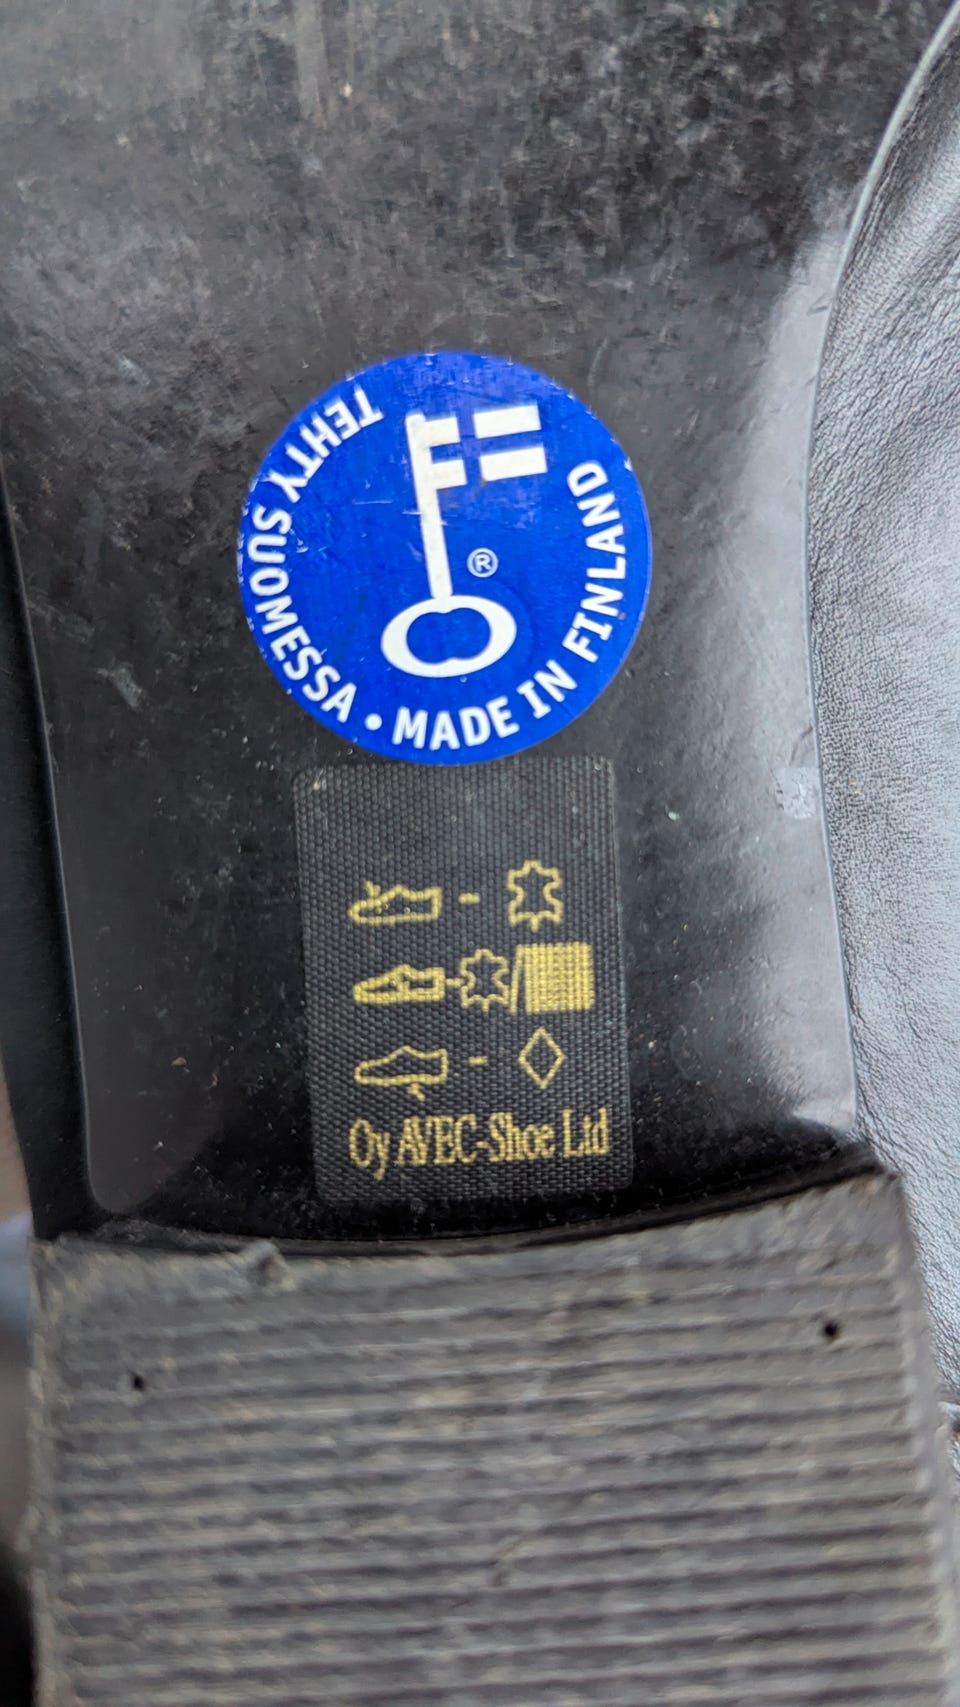 TEHTY SUOMESSA • MADE IN FINLAND
®
Oy AVEC-Shoe Ltd